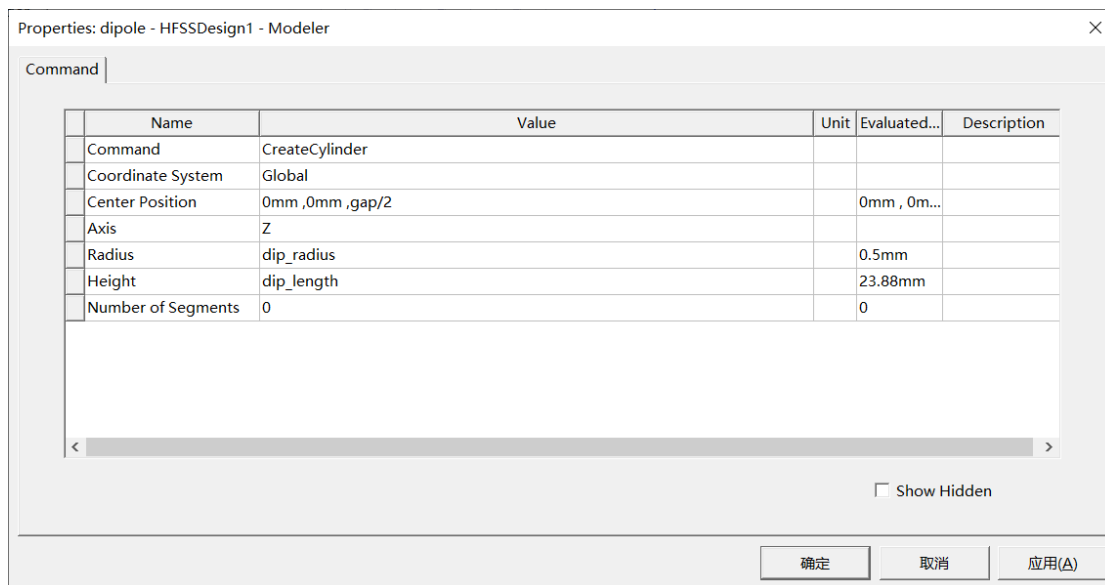 Properties: dipole - HFSSDesign1 - Modeler
Command
Name Value Unit Evaluated... Description
Command CreateCylinder
Coordinate System Global
Center Position 0mm ,0mm ,gap/2 0mm , 0m...
Axis Z
Radius dip_radius 0.5mm
Height dip_length 23.88mm
Number of Segments 0 0
Show Hidden
确定 取消 应用(A)